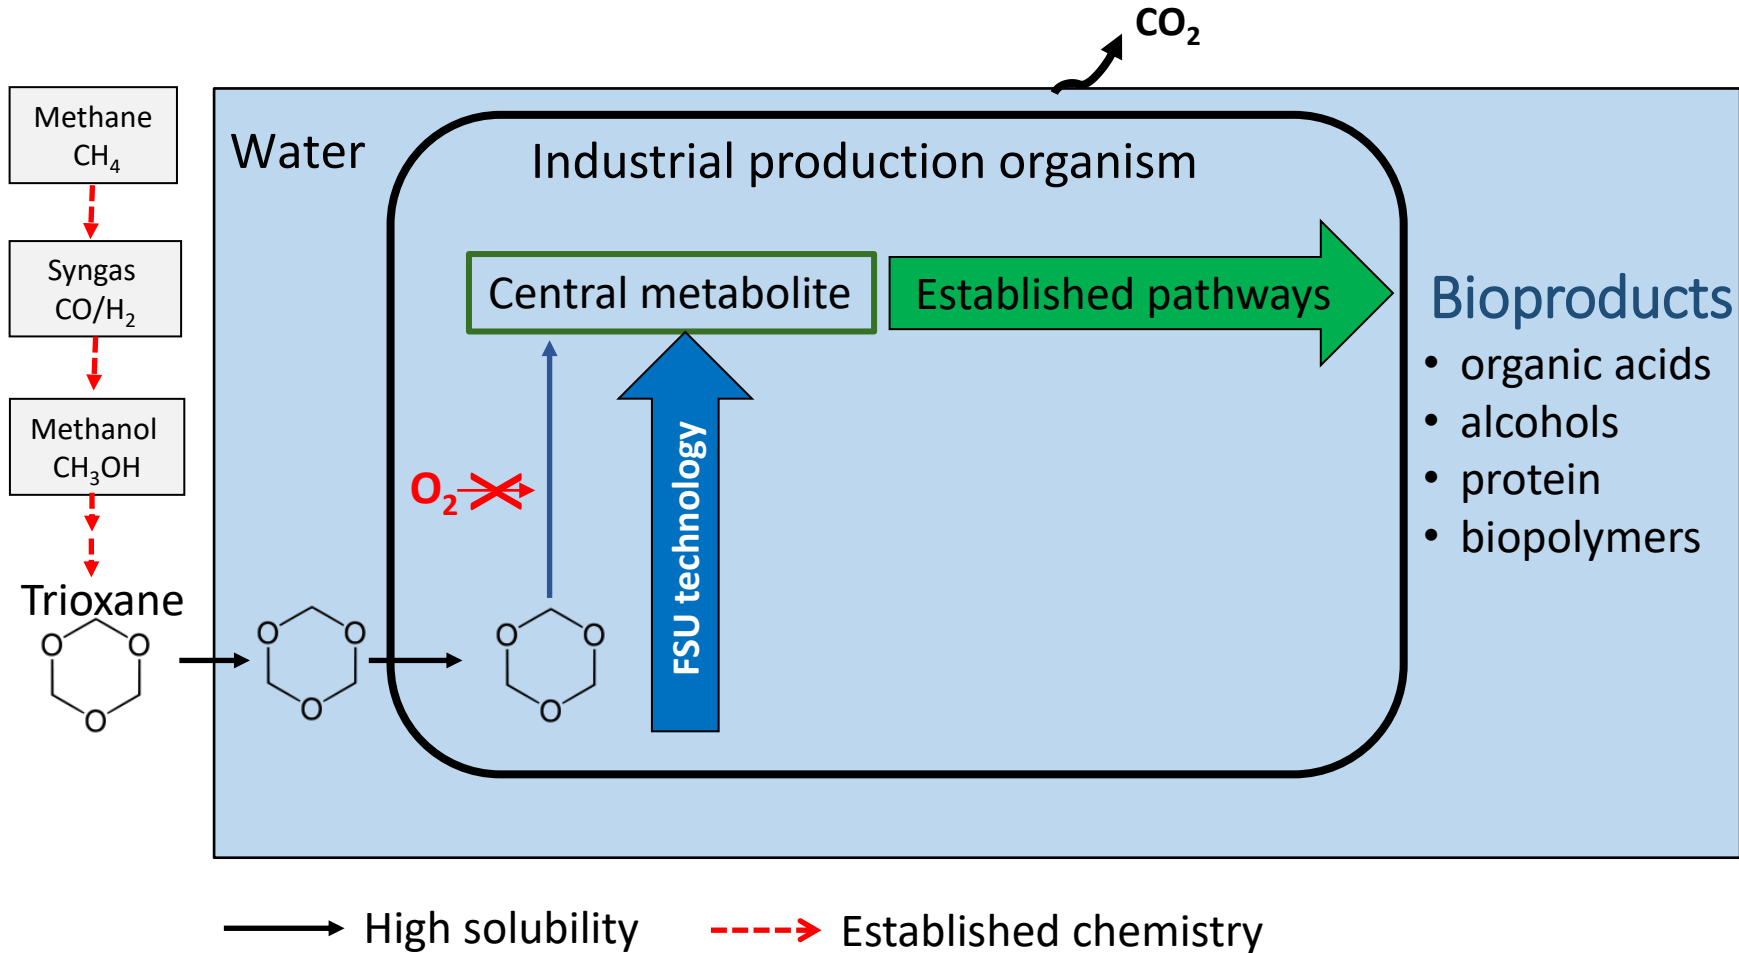 CO₂
Methane
CH₄
Water
Industrial production organism
Syngas
CO/H₂
Central metabolite
Established pathways
Bioproducts
• organic acids
• alcohols
• protein
• biopolymers
Methanol
CH₃OH
O₂
FSU technology
Trioxane
O
O
O
O
O
O
O
O
O
High solubility
Established chemistry